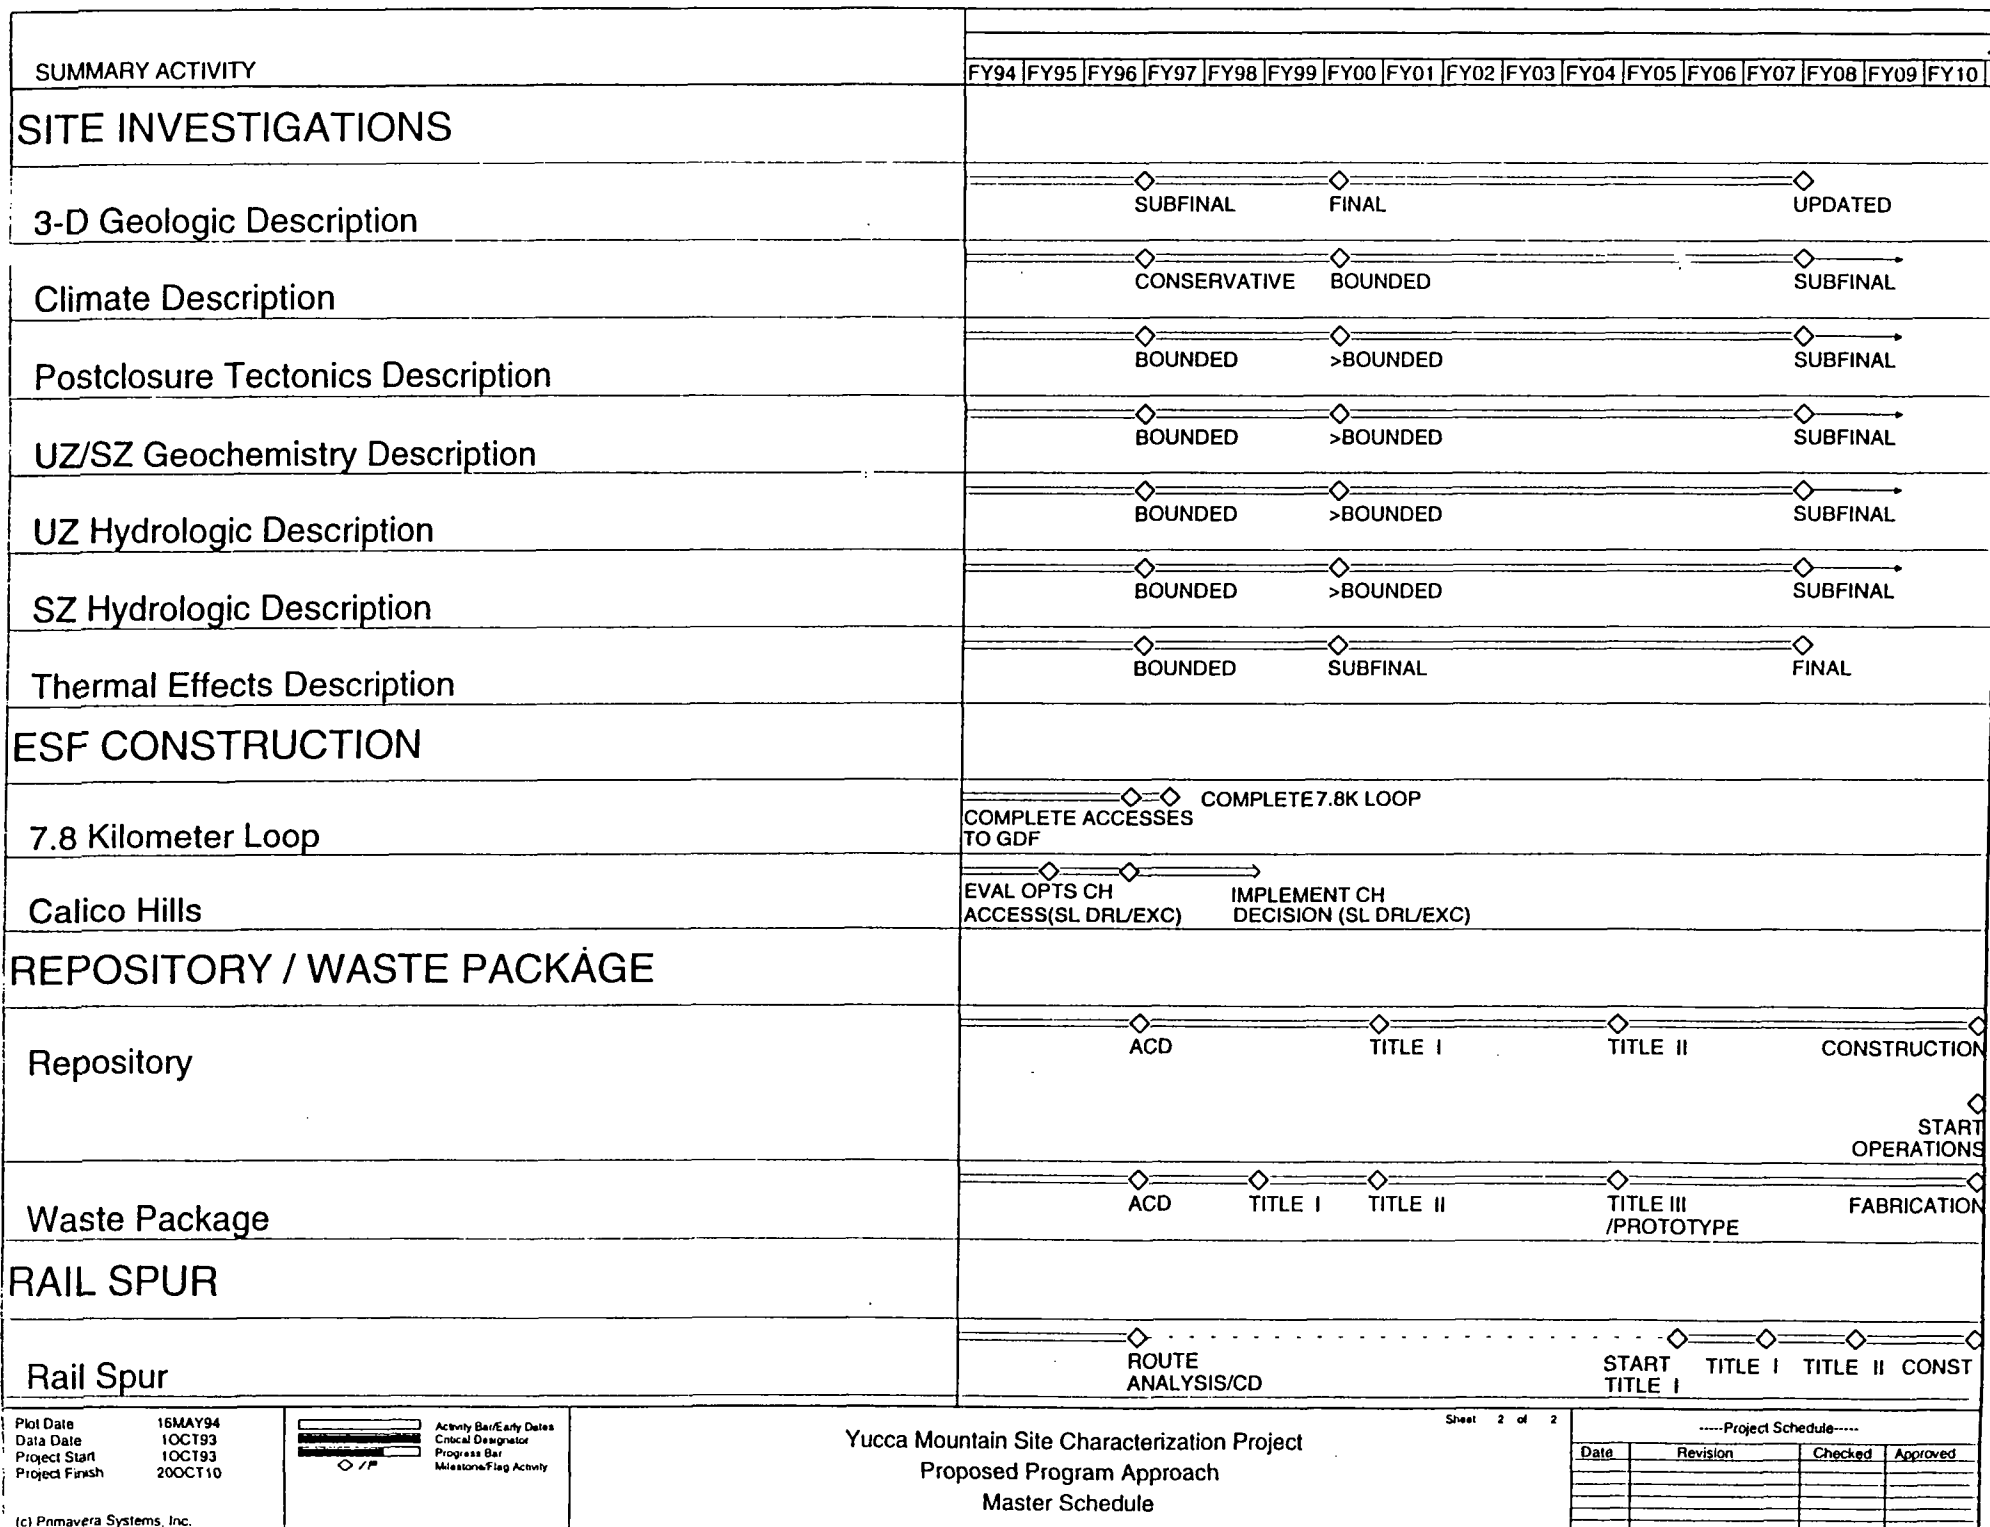 SUMMARY ACTIVITY
FY94 FY95 FY96 FY97 FY98 FY99 FY00 FY01 FY02 FY03 FY04 FY05 FY06 FY07 FY08 FY09 FY10
SITE INVESTIGATIONS
3-D Geologic Description
SUBFINAL FINAL UPDATED
Climate Description
CONSERVATIVE BOUNDED SUBFINAL
Postclosure Tectonics Description
BOUNDED >BOUNDED SUBFINAL
UZ/SZ Geochemistry Description
BOUNDED >BOUNDED SUBFINAL
UZ Hydrologic Description
BOUNDED >BOUNDED SUBFINAL
SZ Hydrologic Description
BOUNDED >BOUNDED SUBFINAL
Thermal Effects Description
BOUNDED SUBFINAL FINAL
ESF CONSTRUCTION
7.8 Kilometer Loop
COMPLETE 7.8K LOOP
COMPLETE ACCESSES
TO GDF
Calico Hills
EVAL OPTS CH
ACCESS(SL DRL/EXC)
IMPLEMENT CH
DECISION (SL DRL/EXC)
REPOSITORY / WASTE PACKAGE
Repository
ACD TITLE I TITLE II CONSTRUCTION
START
OPERATIONS
Waste Package
ACD TITLE I TITLE II TITLE III
/PROTOTYPE
FABRICATION
RAIL SPUR
Rail Spur
ROUTE
ANALYSIS/CD
START
TITLE I
TITLE I TITLE II CONST
Plot Date 16MAY94
Data Date 1OCT93
Project Start 1OCT93
Project Finish 20OCT10
(c) Primavera Systems, Inc.
Activity Bar/Early Dates
Critical Designator
Progress Bar
Milestone/Flag Activity
Yucca Mountain Site Characterization Project
Proposed Program Approach
Master Schedule
Sheet 2 of 2
-----Project Schedule-----
Date Revision Checked Approved